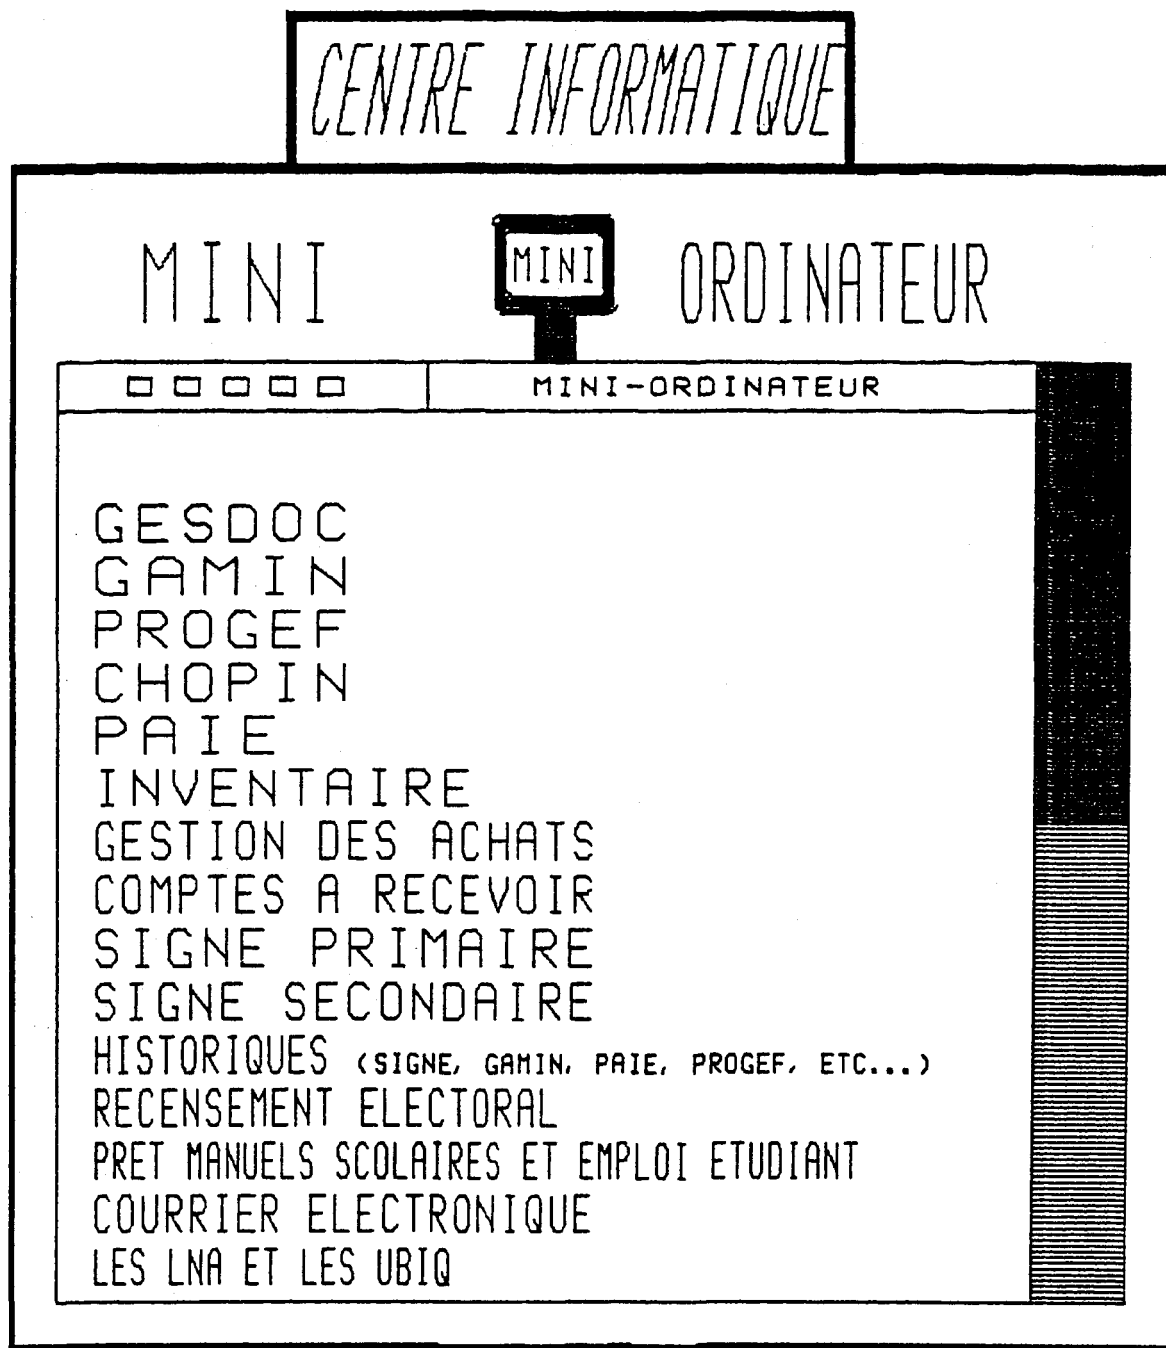 CENTRE INFORMATIQUE
MINI MINI ORDINATEUR
MINI-ORDINATEUR
GESDOC
GAMIN
PROGEF
CHOPIN
PAIE
INVENTAIRE
GESTION DES ACHATS
COMPTES A RECEVOIR
SIGNE PRIMAIRE
SIGNE SECONDAIRE
HISTORIQUES (SIGNE, GAMIN, PAIE, PROGEF, ETC...)
RECENSEMENT ELECTORAL
PRET MANUELS SCOLAIRES ET EMPLOI ETUDIANT
COURRIER ELECTRONIQUE
LES LNA ET LES UBIQ